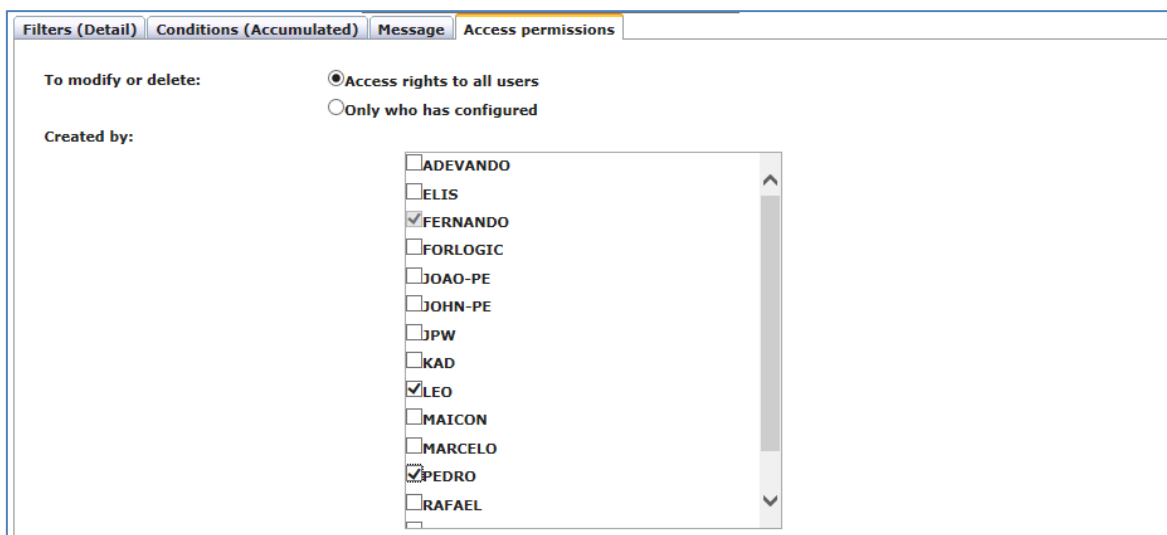 Filters (Detail) Conditions (Accumulated) Message Access permissions
To modify or delete: Access rights to all users
Only who has configured
Created by:
ADEVANDO
ELIS
FERNANDO
FORLOGIC
JOAO-PE
JOHN-PE
JPW
KAD
LEO
MAICON
MARCELO
PEDRO
RAFAEL